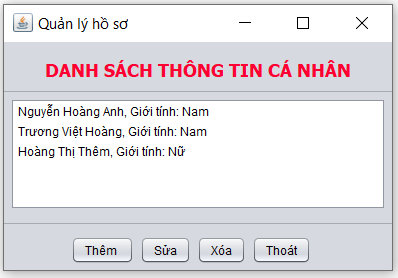 Quản lý hồ sơ
DANH SÁCH THÔNG TIN CÁ NHÂN
Nguyễn Hoàng Anh, Giới tính: Nam
Trương Việt Hoàng, Giới tính: Nam
Hoàng Thị Thêm, Giới tính: Nữ
Thêm Sửa Xóa Thoát